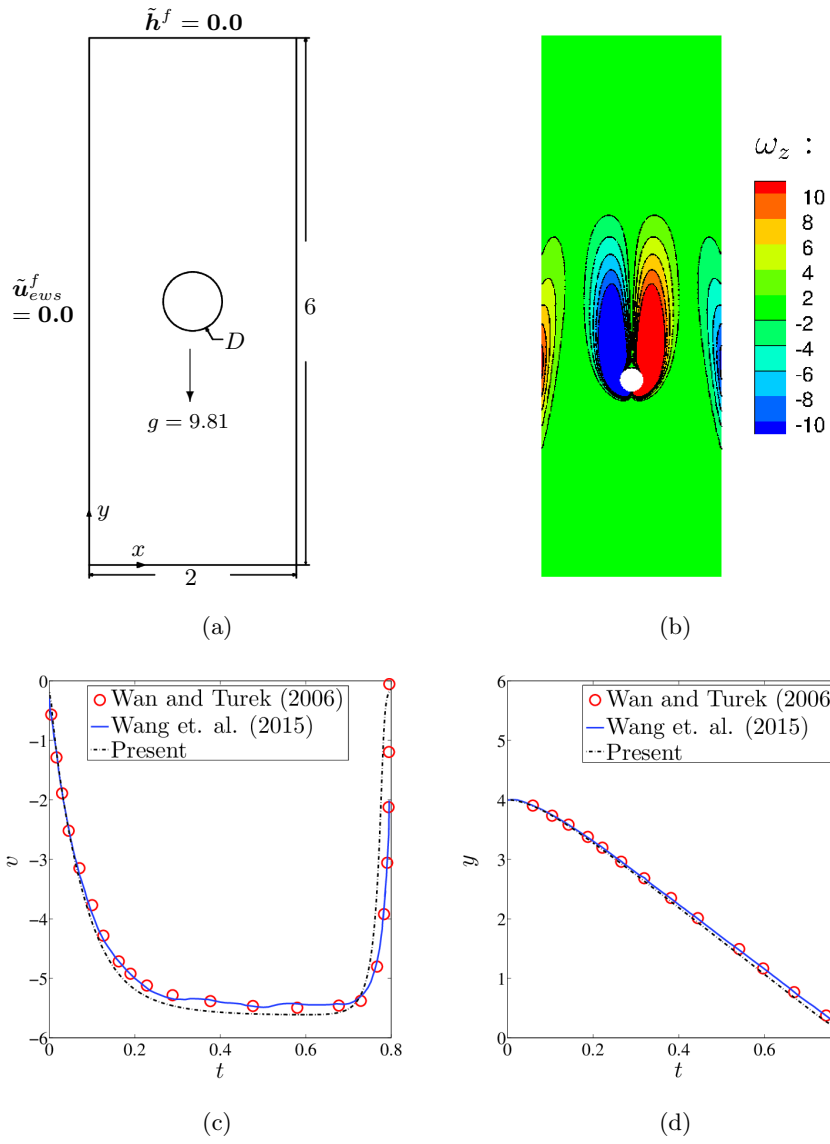 h̃^f = 0.0
ũ^f_{ews}
= 0.0
D
6
g = 9.81
y
x
2
(a)
ω_z :
10
8
6
4
2
-2
-4
-6
-8
-10
(b)
0
−1
−2
−3
−4
−5
−6
v
0
0.2
0.4
0.6
0.8
t
Wan and Turek (2006)
Wang et. al. (2015)
Present
(c)
6
5
4
3
2
1
0
y
0
0.2
0.4
0.6
t
Wan and Turek (2006
Wang et. al. (2015)
Present
(d)